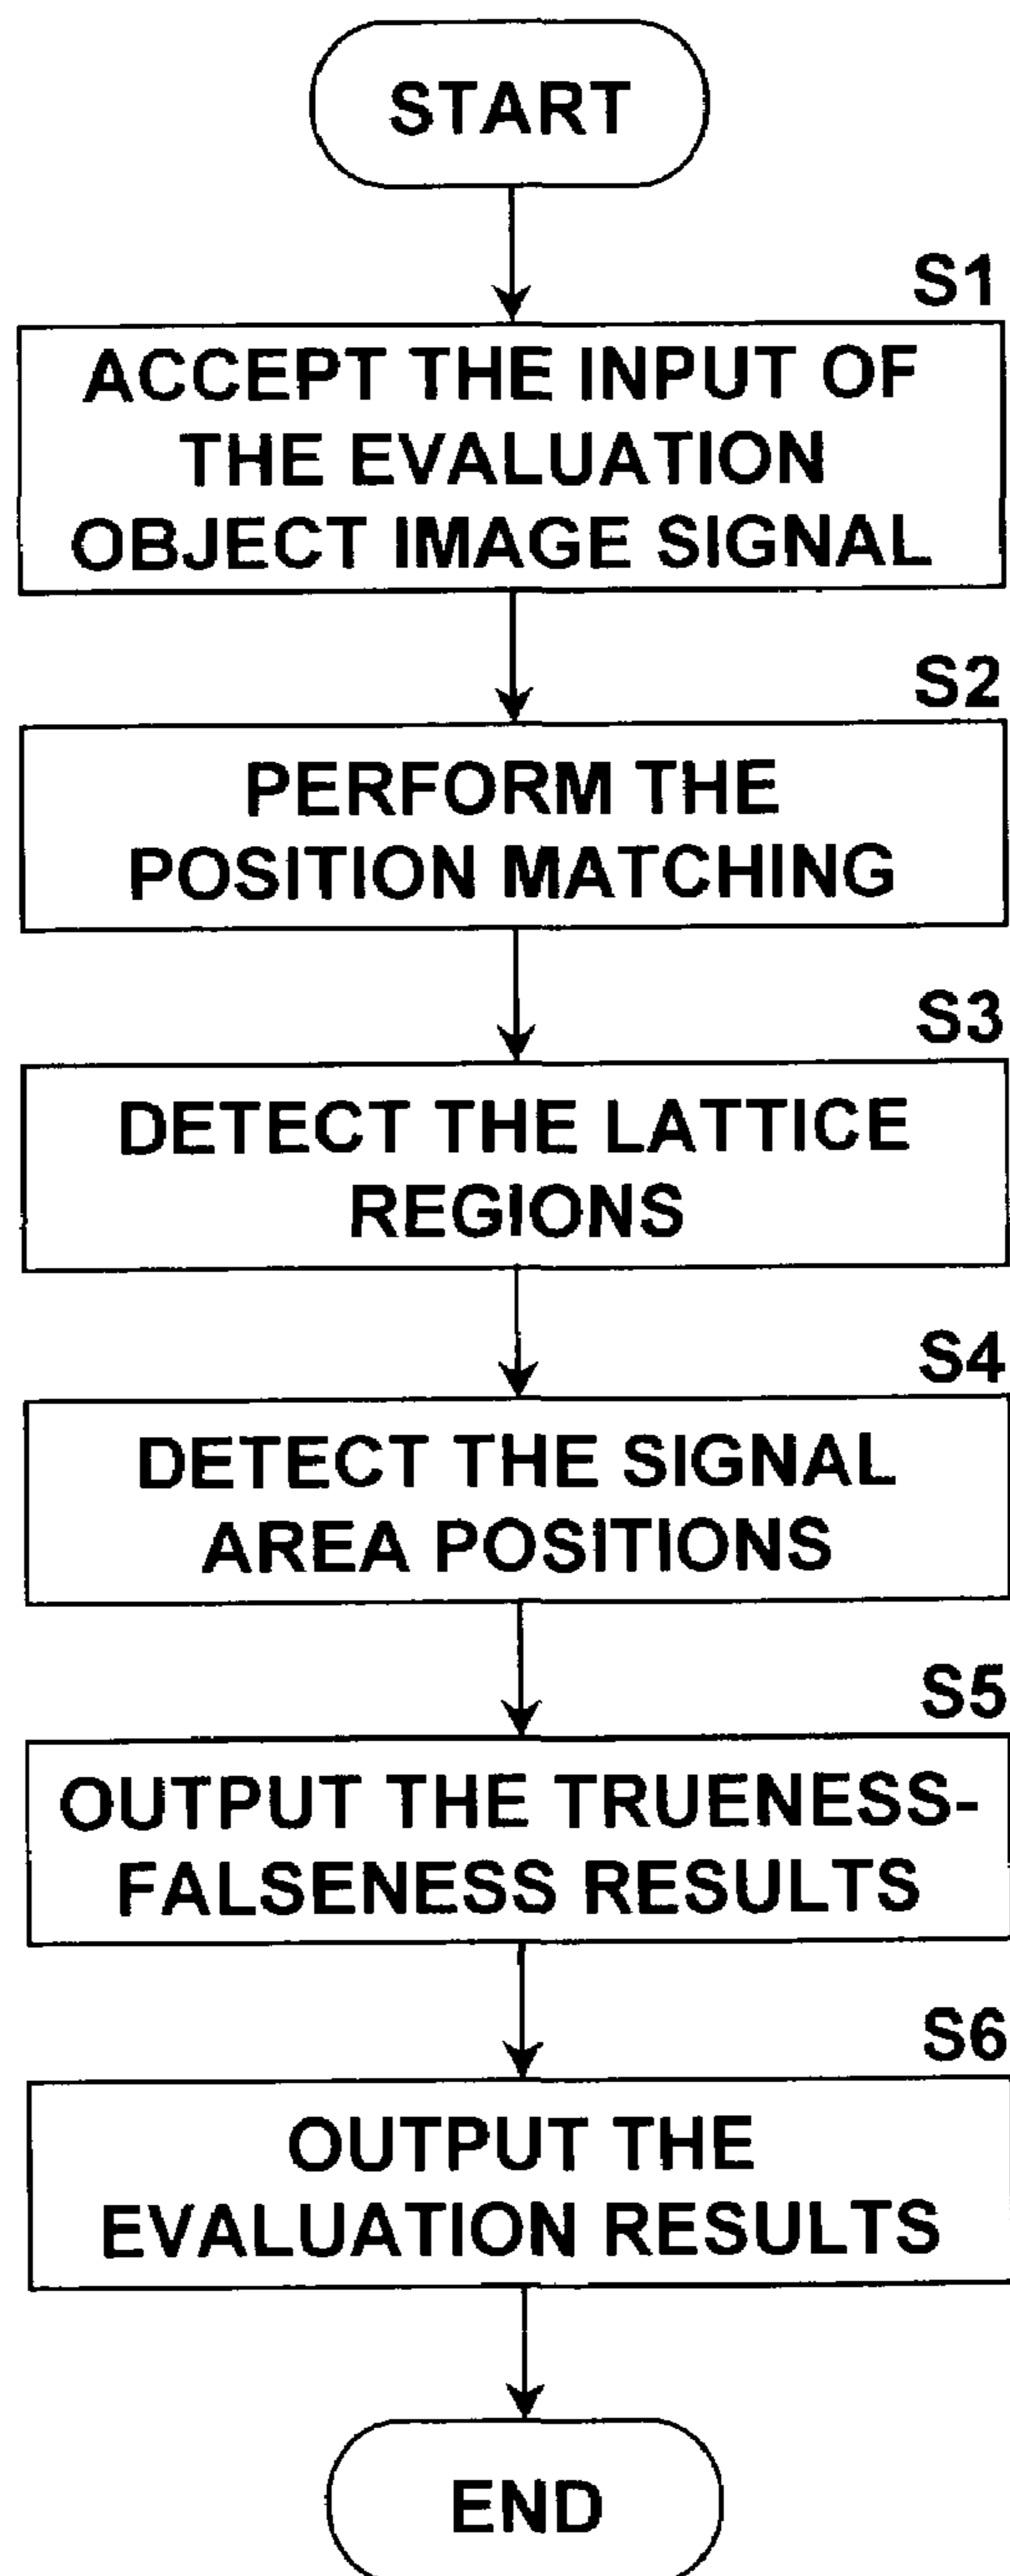 START
S1
ACCEPT THE INPUT OF
THE EVALUATION
OBJECT IMAGE SIGNAL
S2
PERFORM THE
POSITION MATCHING
S3
DETECT THE LATTICE
REGIONS
S4
DETECT THE SIGNAL
AREA POSITIONS
S5
OUTPUT THE TRUENESS-
FALSENESS RESULTS
S6
OUTPUT THE
EVALUATION RESULTS
END